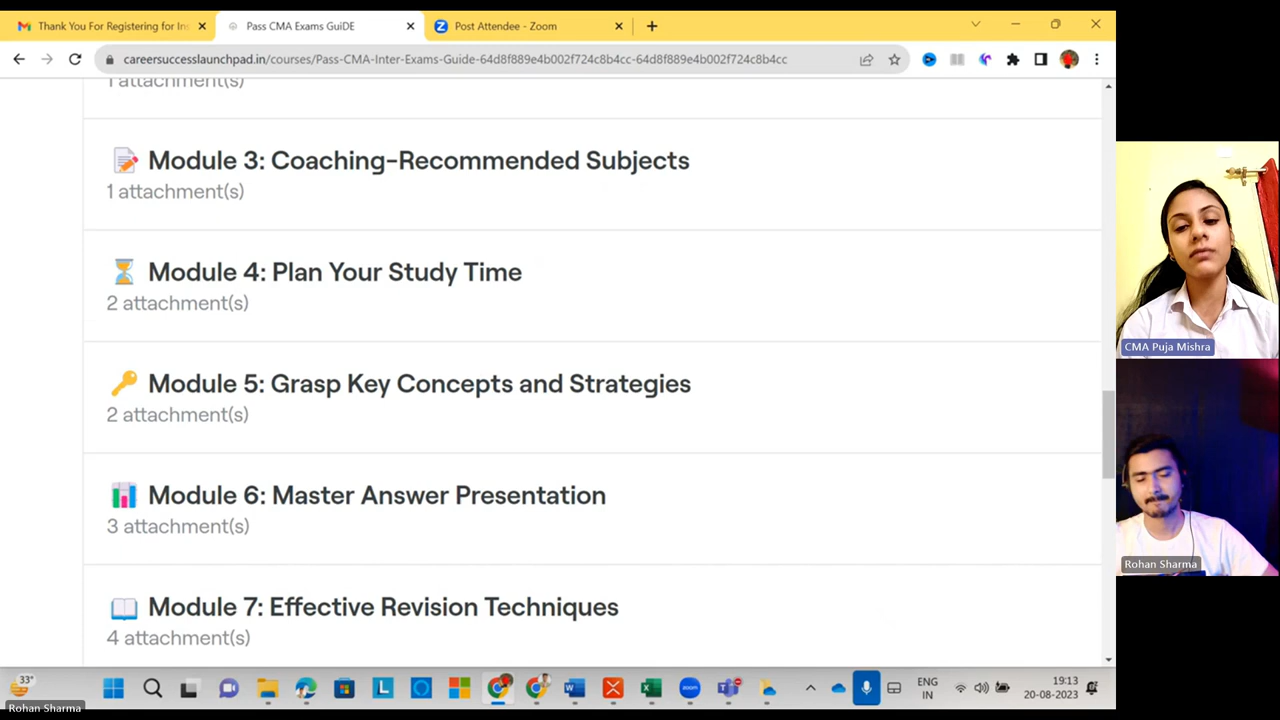 Thank You For Registering for Ins
Pass CMA Exams GuiDE
Post Attendee - Zoom
careersuccesslaunchpad.in/courses/Pass-CMA-Inter-Exams-Guide-64d8f889e4b002f724c8b4cc-64d8f889e4b002f724c8b4cc
1 attachment(s)
Module 3: Coaching-Recommended Subjects
1 attachment(s)
Module 4: Plan Your Study Time
2 attachment(s)
Module 5: Grasp Key Concepts and Strategies
2 attachment(s)
Module 6: Master Answer Presentation
3 attachment(s)
Module 7: Effective Revision Techniques
4 attachment(s)
CMA Puja Mishra
Rohan Sharma
33°
zoom
ENG
IN
19:13
20-08-2023
Rohan Sharma